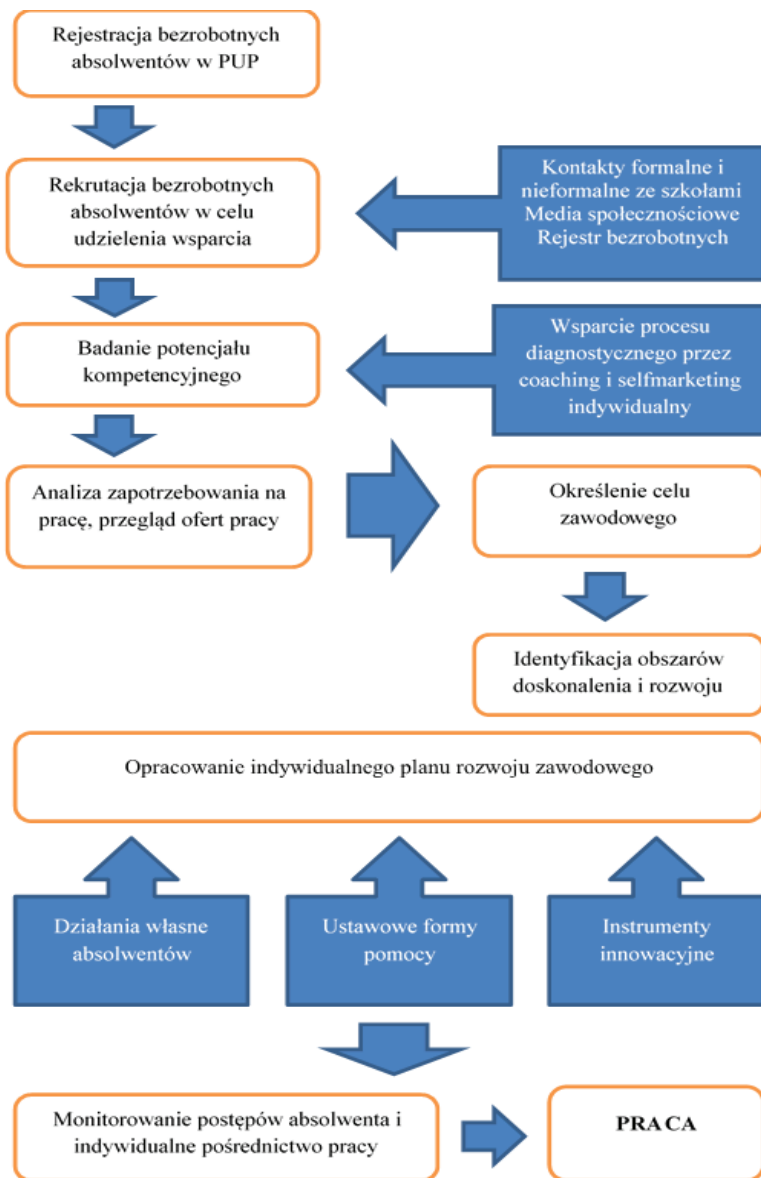 Rejestracja bezrobotnych
absolwentów w PUP
Rekrutacja bezrobotnych
absolwentów w celu
udzielenia wsparcia
Kontakty formalne i
nieformalne ze szkołami
Media społecznościowe
Rejestr bezrobotnych
Badanie potencjału
kompetencyjnego
Wsparcie procesu
diagnostycznego przez
coaching i selfmarketing
indywidualny
Analiza zapotrzebowania na
pracę, przegląd ofert pracy
Określenie celu
zawodowego
Identyfikacja obszarów
doskonalenia i rozwoju
Opracowanie indywidualnego planu rozwoju zawodowego
Działania własne
absolwentów
Ustawowe formy
pomocy
Instrumenty
innowacyjne
Monitorowanie postępów absolwenta i
indywidualne pośrednictwo pracy
PRACA